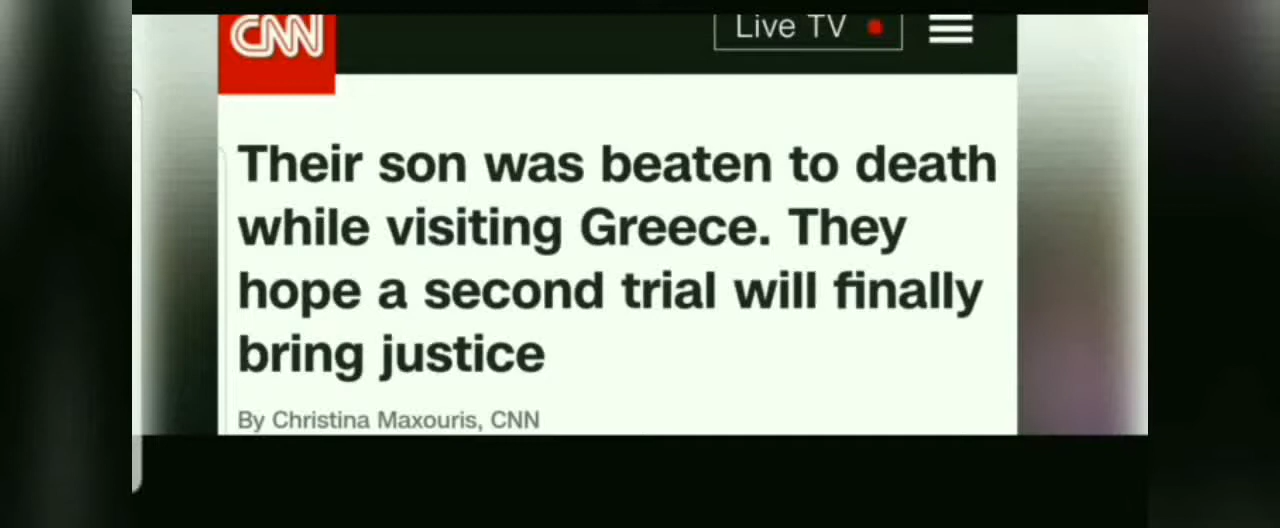 CNN
Live TV
Their son was beaten to death
while visiting Greece. They
hope a second trial will finally
bring justice
By Christina Maxouris, CNN